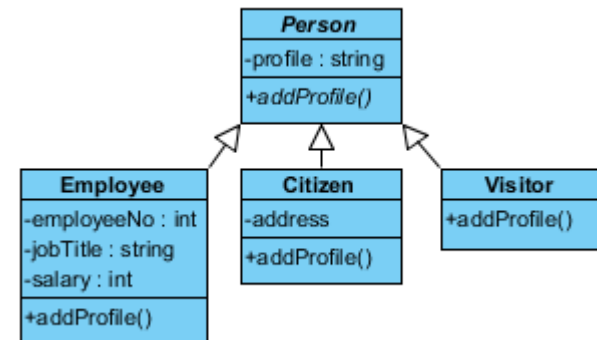 Person
-profile : string
+addProfile()
Employee
-employeeNo : int
-jobTitle : string
-salary : int
+addProfile()
Citizen
-address
+addProfile()
Visitor
+addProfile()